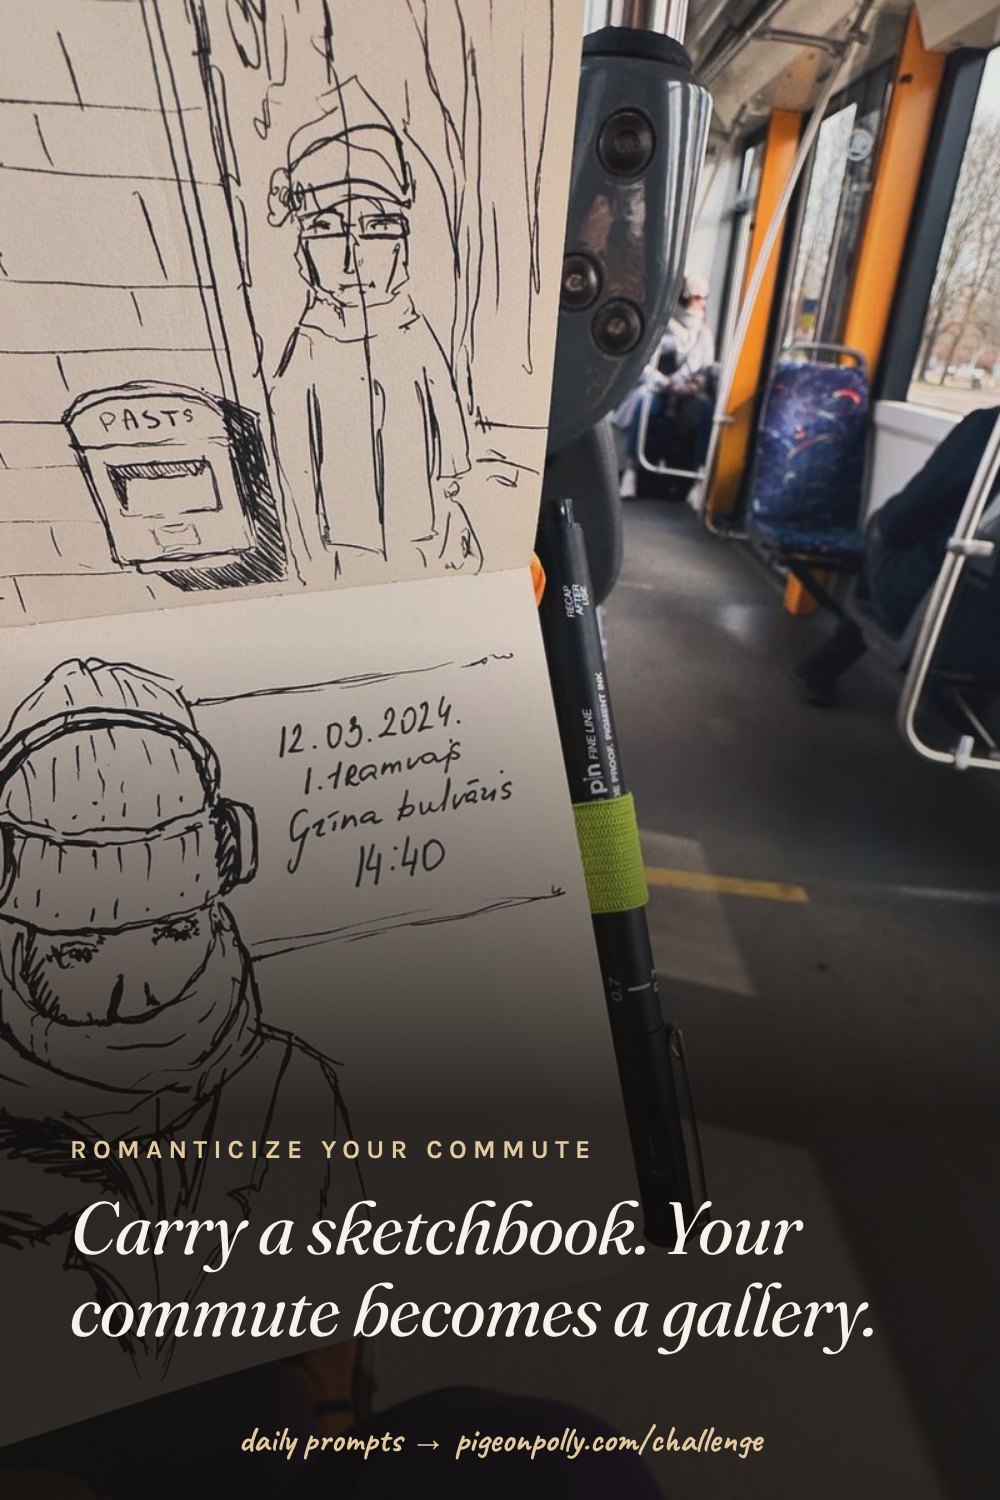 PASTS
RECAP
AFTER
USE
pin FINE LINE
PROOF PIGMENT INK
12.03.2024.
1. tramvajs
Grīna bulvāris
14:40
0.7
ROMANTICIZE YOUR COMMUTE
Carry a sketchbook. Your
commute becomes a gallery.
daily prompts → pigeonpolly.com/challenge